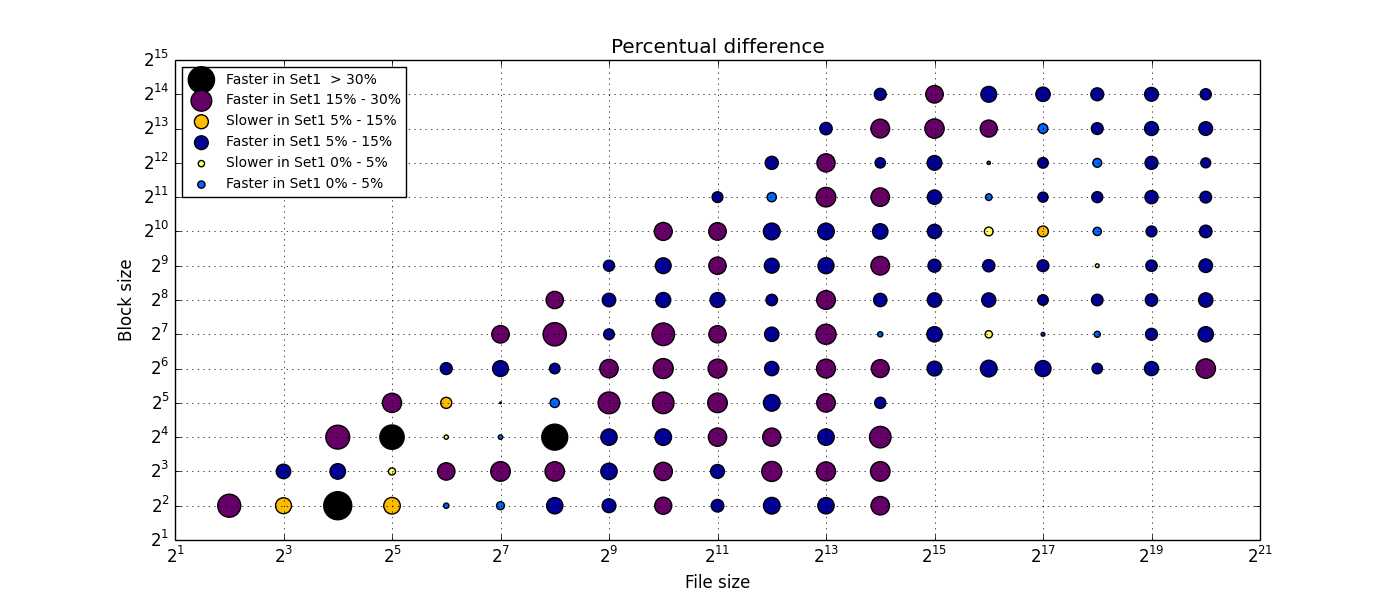 Percentual difference
2^15
2^14
2^13
2^12
2^11
2^10
2^9
2^8
2^7
2^6
2^5
2^4
2^3
2^2
2^1
Block size
Faster in Set1 > 30%
Faster in Set1 15% - 30%
Slower in Set1 5% - 15%
Faster in Set1 5% - 15%
Slower in Set1 0% - 5%
Faster in Set1 0% - 5%
2^1 2^3 2^5 2^7 2^9 2^11 2^13 2^15 2^17 2^19 2^21
File size